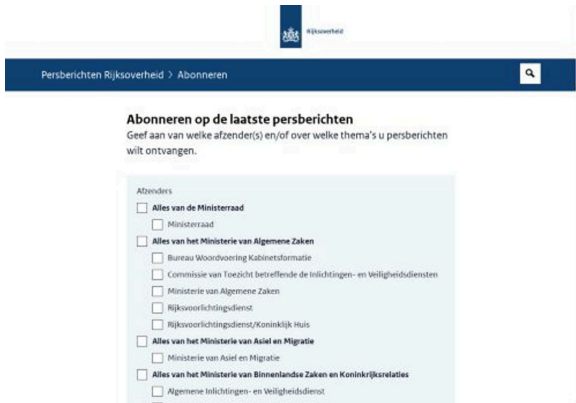 Rijksoverheid
Persberichten Rijksoverheid > Abonneren
Abonneren op de laatste persberichten
Geef aan van welke afzender(s) en/of over welke thema's u persberichten
wilt ontvangen.
Afzenders
Alles van de Ministerraad
Ministerraad
Alles van het Ministerie van Algemene Zaken
Bureau Woordvoering Kabinetsformatie
Commissie van Toezicht betreffende de Inlichtingen- en Veiligheidsdiensten
Ministerie van Algemene Zaken
Rijksvoorlichtingsdienst
Rijksvoorlichtingsdienst/Koninklijk Huis
Alles van het Ministerie van Asiel en Migratie
Ministerie van Asiel en Migratie
Alles van het Ministerie van Binnenlandse Zaken en Koninkrijksrelaties
Algemene Inlichtingen- en Veiligheidsdienst